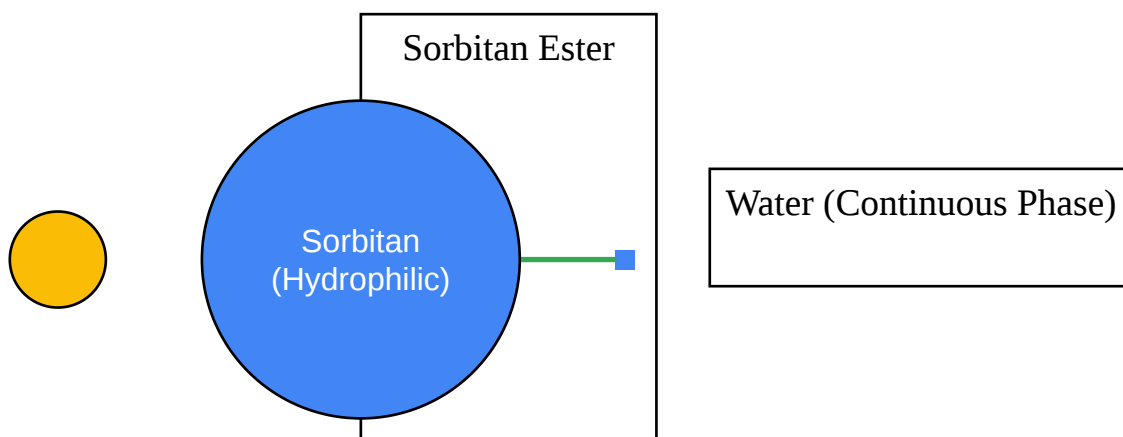 Sorbitan Ester
Sorbitan
(Hydrophilic)
Water (Continuous Phase)